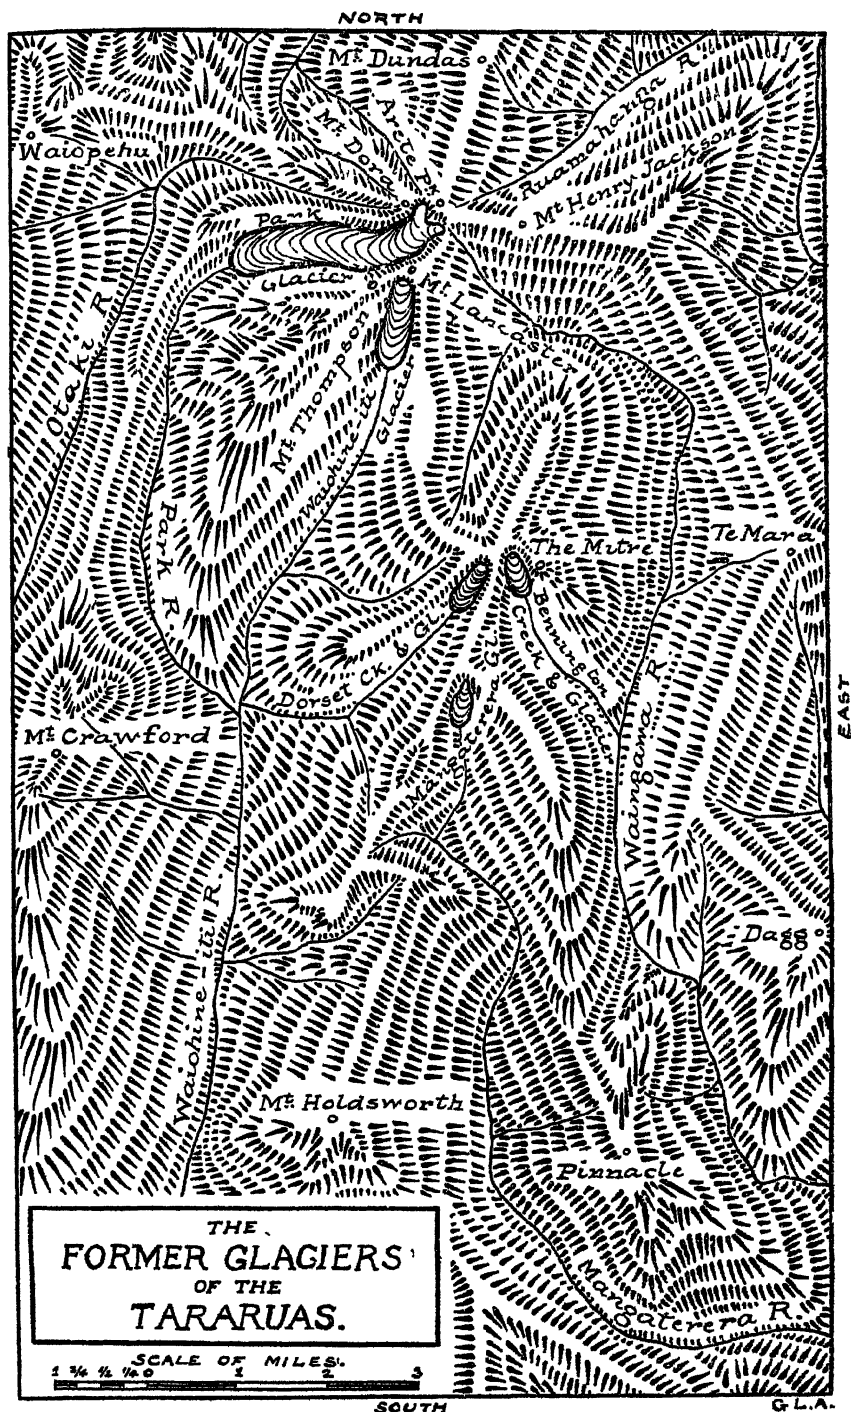 NORTH
Mt. Dundas
Ruamahanga R.
Arete Pk.
Mt. Dora
Waiopehu
Mt Henry Jackson
Park
Glacier
Mt. Lancaster
Otaki R.
Mt. Thompson
Waiohine-iti
Glacier
Park R.
The Mitre
Te Mara
Bennington
Creek & Glacier
Dorset Ck. & Gl.
Mangaterera Gl.
Waingawa R.
EAST
Mt. Crawford
Dagg
Waiohine-iti R.
Mt. Holdsworth
Pinnacle
Mangaterera R.
THE
FORMER GLACIERS
OF THE
TARARUAS.
SCALE OF MILES.
1 3/4 1/2 1/4 0 1 2 3
SOUTH
G.L.A.